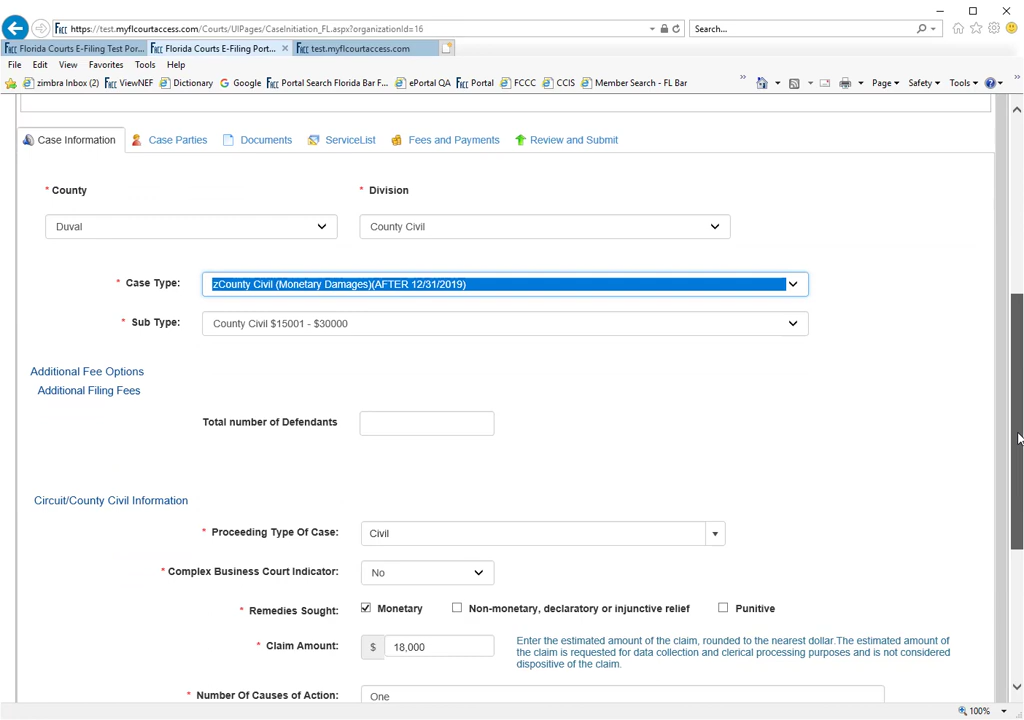 https://test.myflcourtaccess.com/Courts/UIPages/CaseInitiation_FL.aspx?organizationId=16
Search...
Florida Courts E-Filing Test Por...
Florida Courts E-Filing Port...
test.myflcourtaccess.com
File Edit View Favorites Tools Help
zimbra Inbox (2) ViewNEF Dictionary Google Portal Search Florida Bar F... ePortal QA Portal FCCC CCIS Member Search - FL Bar » Page Safety Tools »
Case Information Case Parties Documents ServiceList Fees and Payments Review and Submit
* County * Division
Duval County Civil
* Case Type: zCounty Civil (Monetary Damages)(AFTER 12/31/2019)
* Sub Type: County Civil $15001 - $30000
Additional Fee Options
Additional Filing Fees
Total number of Defendants
Circuit/County Civil Information
* Proceeding Type Of Case: Civil
* Complex Business Court Indicator: No
* Remedies Sought: Monetary Non-monetary, declaratory or injunctive relief Punitive
* Claim Amount: $ 18,000
Enter the estimated amount of the claim, rounded to the nearest dollar.The estimated amount of
the claim is requested for data collection and clerical processing purposes and is not considered
dispositive of the claim.
* Number Of Causes of Action: One
100%